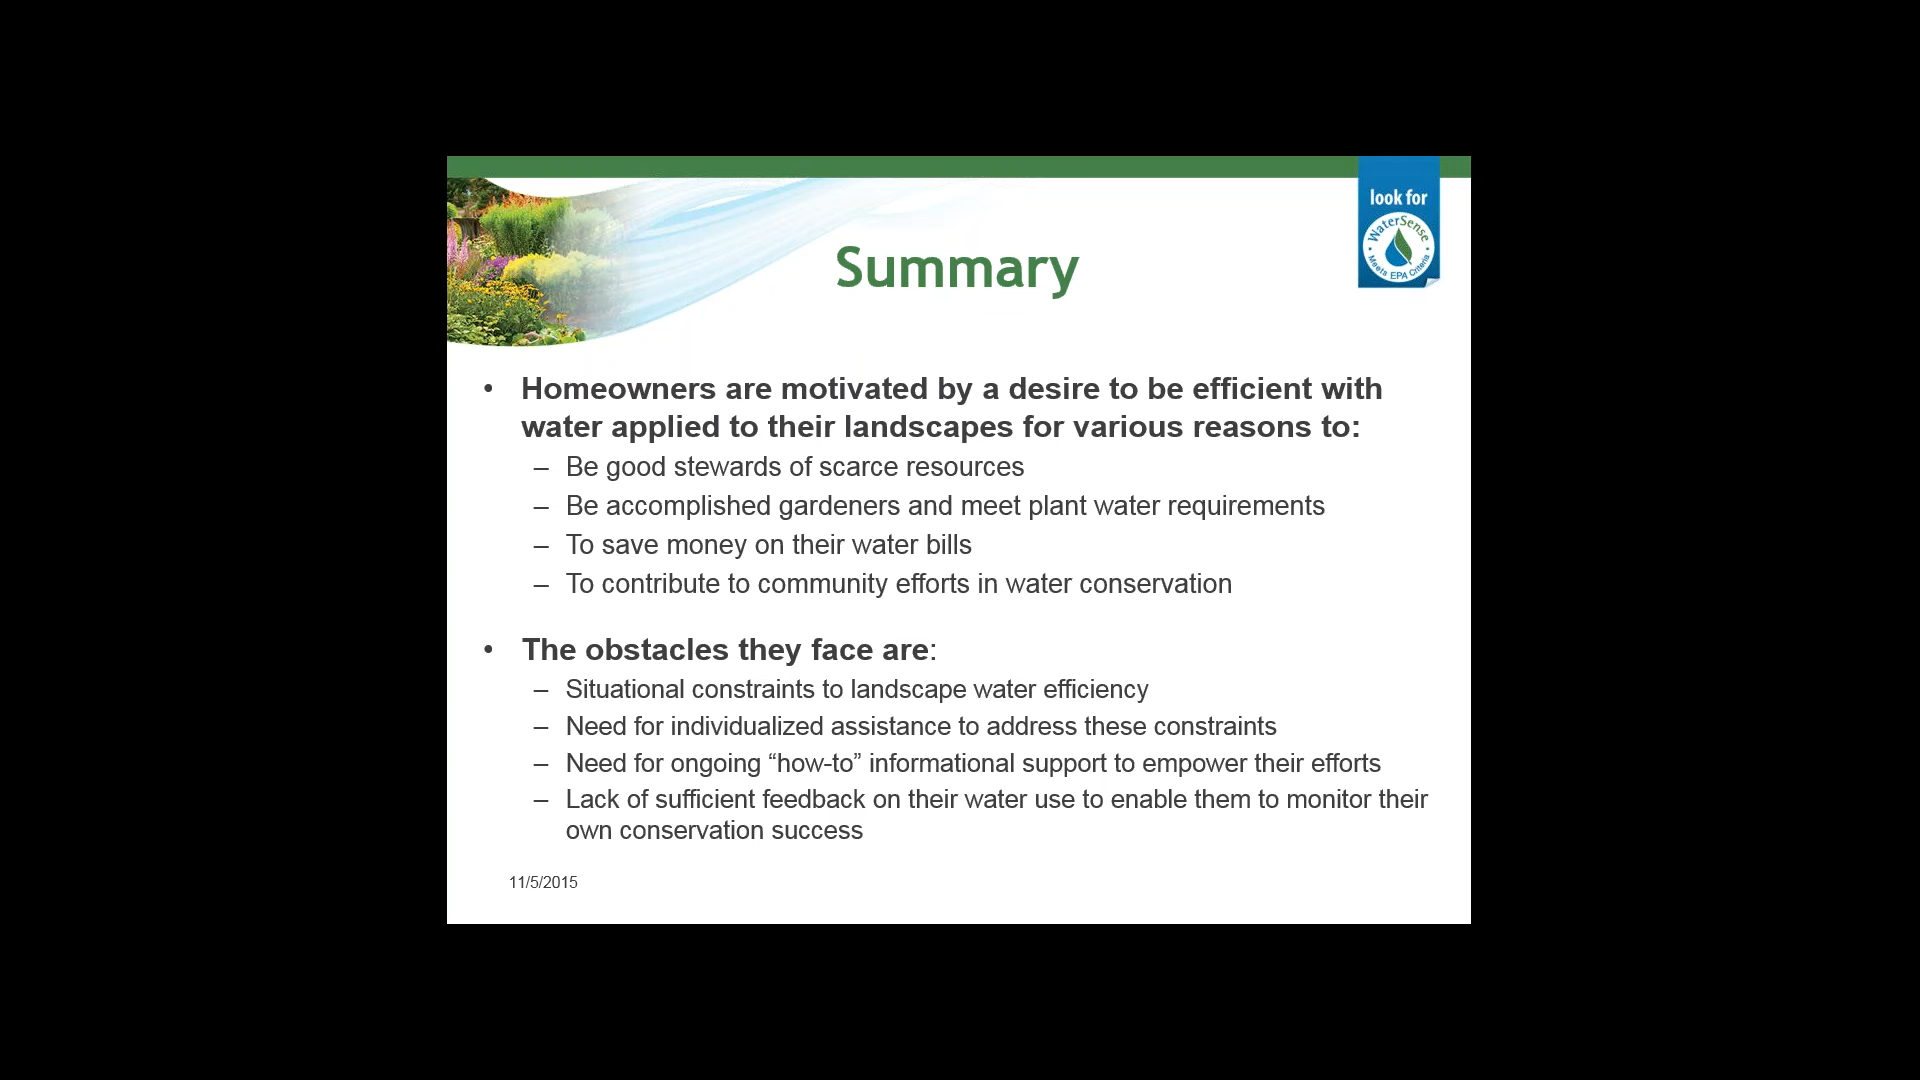 look for
WaterSense
Meets EPA Criteria
Summary
• Homeowners are motivated by a desire to be efficient with
water applied to their landscapes for various reasons to:
– Be good stewards of scarce resources
– Be accomplished gardeners and meet plant water requirements
– To save money on their water bills
– To contribute to community efforts in water conservation
• The obstacles they face are:
– Situational constraints to landscape water efficiency
– Need for individualized assistance to address these constraints
– Need for ongoing “how-to” informational support to empower their efforts
– Lack of sufficient feedback on their water use to enable them to monitor their
own conservation success
11/5/2015